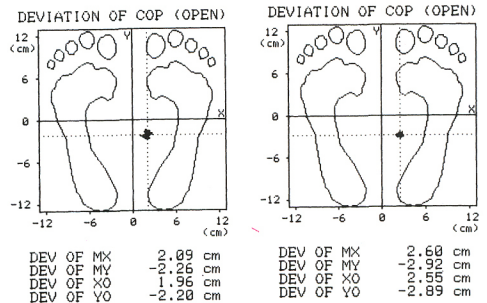 DEVIATION OF COP (OPEN)
12
(cm)
Y
6
0
X
-6
-12
-12 -6 0 6 12
(cm)
DEV OF MX 2.09 cm
DEV OF MY -2.26 cm
DEV OF XO 1.96 cm
DEV OF YO -2.20 cm
DEVIATION OF COP (OPEN)
12
(cm)
Y
6
0
X
-6
-12
-12 -6 0 6 12
(cm)
DEV OF MX 2.60 cm
DEV OF MY -2.92 cm
DEV OF XO 2.55 cm
DEV OF YO -2.89 cm